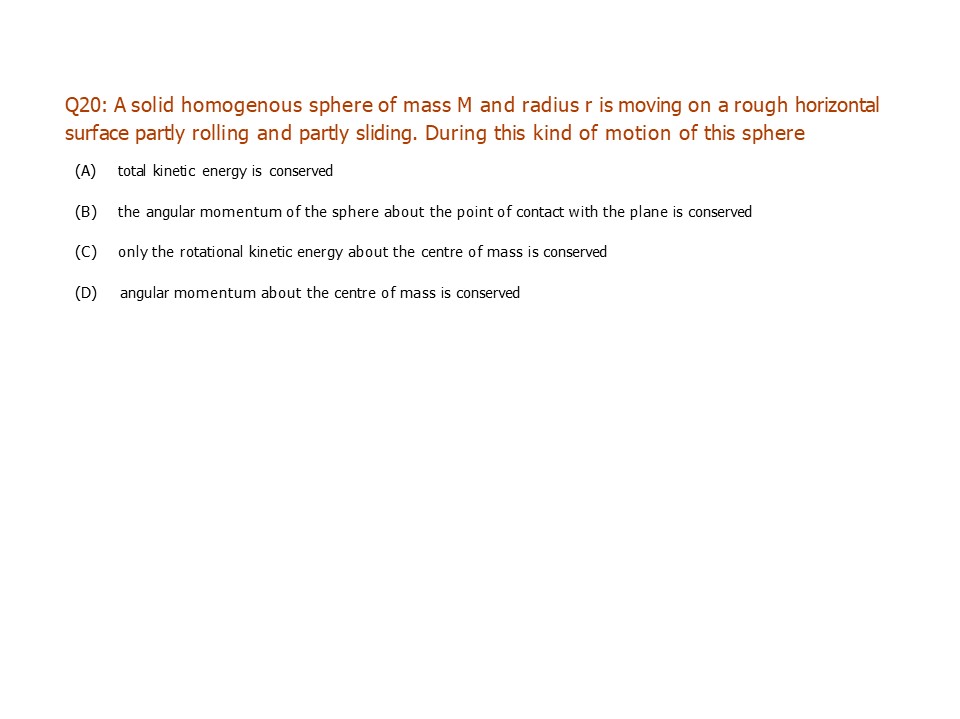 Q20: A solid homogenous sphere of mass M and radius r is moving on a rough horizontal
surface partly rolling and partly sliding. During this kind of motion of this sphere
(A) total kinetic energy is conserved
(B) the angular momentum of the sphere about the point of contact with the plane is conserved
(C) only the rotational kinetic energy about the centre of mass is conserved
(D) angular momentum about the centre of mass is conserved